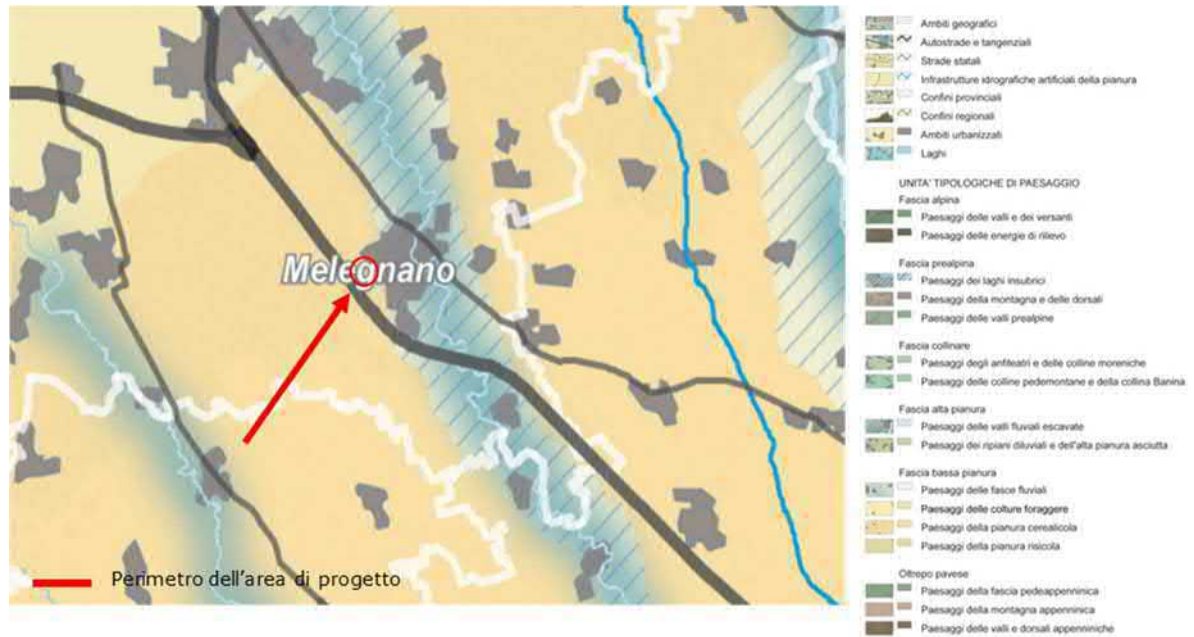 Melegnano
Perimetro dell'area di progetto
Ambiti geografici
Autostrade e tangenziali
Strade statali
Infrastrutture idrografiche artificiali della pianura
Confini provinciali
Confini regionali
Ambiti urbanizzati
Laghi
UNITA' TIPOLOGICHE DI PAESAGGIO
Fascia alpina
Paesaggi delle valli e dei versanti
Paesaggi delle energie di rilievo
Fascia prealpina
Paesaggi dei laghi insubrici
Paesaggi della montagna e delle dorsali
Paesaggi delle valli prealpine
Fascia collinare
Paesaggi degli anfiteatri e delle colline moreniche
Paesaggi delle colline pedemontane e della collina Banina
Fascia alta pianura
Paesaggi delle valli fluviali escavate
Paesaggi dei ripiani diluviali e dell'alta pianura asciutta
Fascia bassa pianura
Paesaggi delle fasce fluviali
Paesaggi delle colture foraggere
Paesaggi della pianura cerealicola
Paesaggi della pianura risicola
Oltrepo pavese
Paesaggi della fascia pedeappenninica
Paesaggi della montagna appenninica
Paesaggi delle valli e dorsali appenniniche